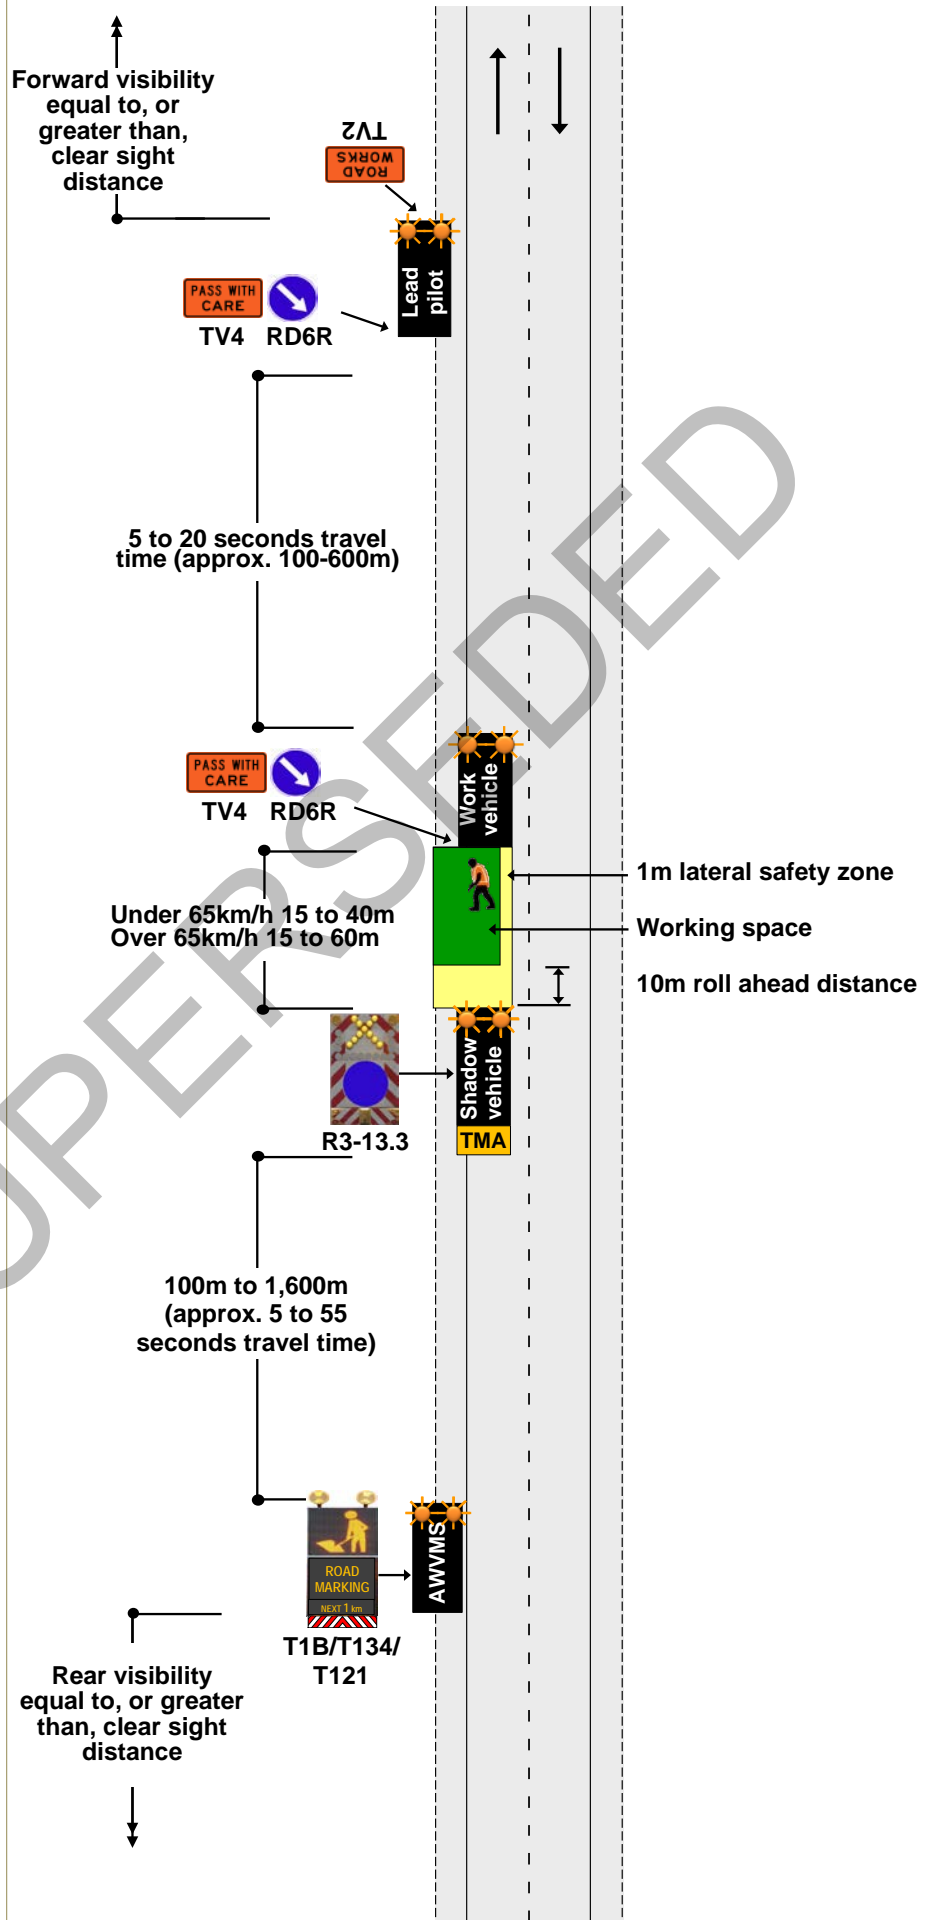 Forward visibility
equal to, or
greater than,
clear sight
distance
TV2
ROAD
WORKS
Lead
pilot
PASS WITH
CARE
TV4 RD6R
5 to 20 seconds travel
time (approx. 100-600m)
PASS WITH
CARE
TV4 RD6R
Work
vehicle
1m lateral safety zone
Under 65km/h 15 to 40m
Over 65km/h 15 to 60m
Working space
10m roll ahead distance
Shadow
vehicle
TMA
R3-13.3
100m to 1,600m
(approx. 5 to 55
seconds travel time)
ROAD
MARKING
NEXT 1 km
AWVMS
T1B/T134/
T121
Rear visibility
equal to, or greater
than, clear sight
distance
SUPERSEDED